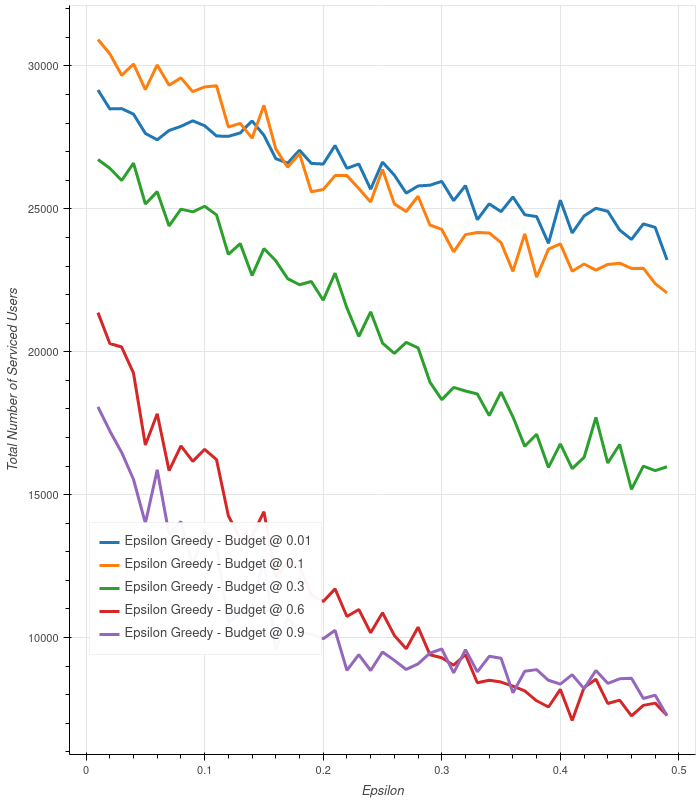 Total Number of Serviced Users
30000
25000
20000
15000
10000
Epsilon Greedy - Budget @ 0.01
Epsilon Greedy - Budget @ 0.1
Epsilon Greedy - Budget @ 0.3
Epsilon Greedy - Budget @ 0.6
Epsilon Greedy - Budget @ 0.9
0 0.1 0.2 0.3 0.4 0.5
Epsilon